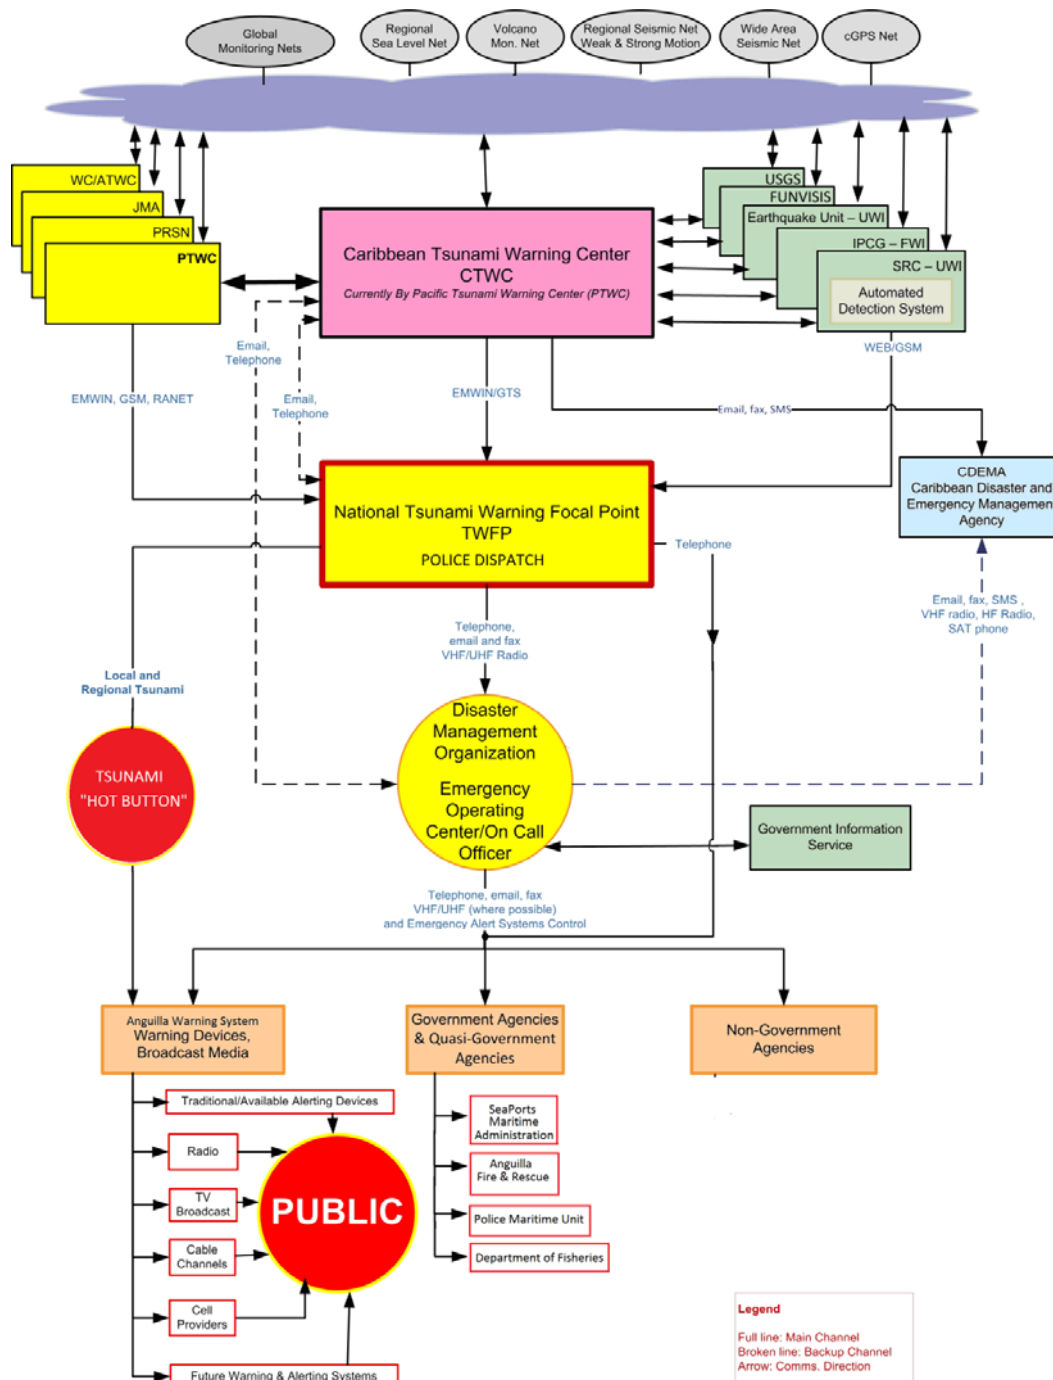 Global
Monitoring Nets
Regional
Sea Level Net
Volcano
Mon. Net
Regional Seismic Net
Weak & Strong Motion
Wide Area
Seismic Net
cGPS Net
WC/ATWC
JMA
PRSN
PTWC
Caribbean Tsunami Warning Center
CTWC
Currently By Pacific Tsunami Warning Center (PTWC)
USGS
FUNVISIS
Earthquake Unit – UWI
IPCG – FWI
SRC – UWI
Automated
Detection System
Email,
Telephone
Email,
Telephone
EMWIN, GSM, RANET
EMWIN/GTS
WEB/GSM
Email, fax, SMS
National Tsunami Warning Focal Point
TWFP
POLICE DISPATCH
CDEMA
Caribbean Disaster and
Emergency Management
Agency
Telephone
Telephone,
email and fax
VHF/UHF Radio
Email, fax, SMS ,
VHF radio, HF Radio,
SAT phone
Local and
Regional Tsunami
TSUNAMI
"HOT BUTTON"
Disaster
Management
Organization
Emergency
Operating
Center/On Call
Officer
Government Information
Service
Telephone, email, fax
VHF/UHF (where possible)
and Emergency Alert Systems Control
Anguilla Warning System
Warning Devices,
Broadcast Media
Government Agencies
& Quasi-Government
Agencies
Non-Government
Agencies
Traditional/Available Alerting Devices
Radio
TV
Broadcast
Cable
Channels
Cell
Providers
Future Warning & Alerting Systems
PUBLIC
SeaPorts
Maritime
Administration
Anguilla
Fire & Rescue
Police Maritime Unit
Department of Fisheries
Legend
Full line: Main Channel
Broken line: Backup Channel
Arrow: Comms. Direction